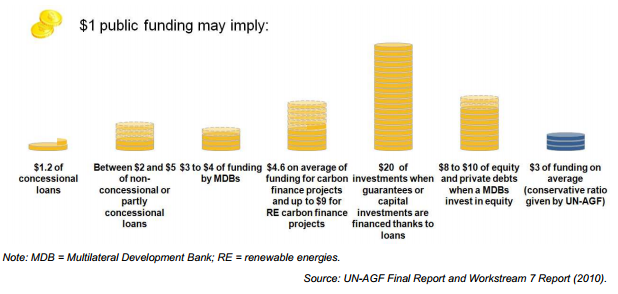 $1 public funding may imply:
$1.2 of
concessional
loans
Between $2 and $5
of non-
concessional or
partly
concessional
loans
$3 to $4 of funding
by MDBs
$4.6 on average of
funding for carbon
finance projects
and up to $9 for
RE carbon finance
projects
$20 of
investments when
guarantees or
capital
investments are
financed thanks to
loans
$8 to $10 of equity
and private debts
when a MDBs
invest in equity
$3 of funding on
average
(conservative ratio
given by UN-AGF)
Note: MDB = Multilateral Development Bank; RE = renewable energies.
Source: UN-AGF Final Report and Workstream 7 Report (2010).